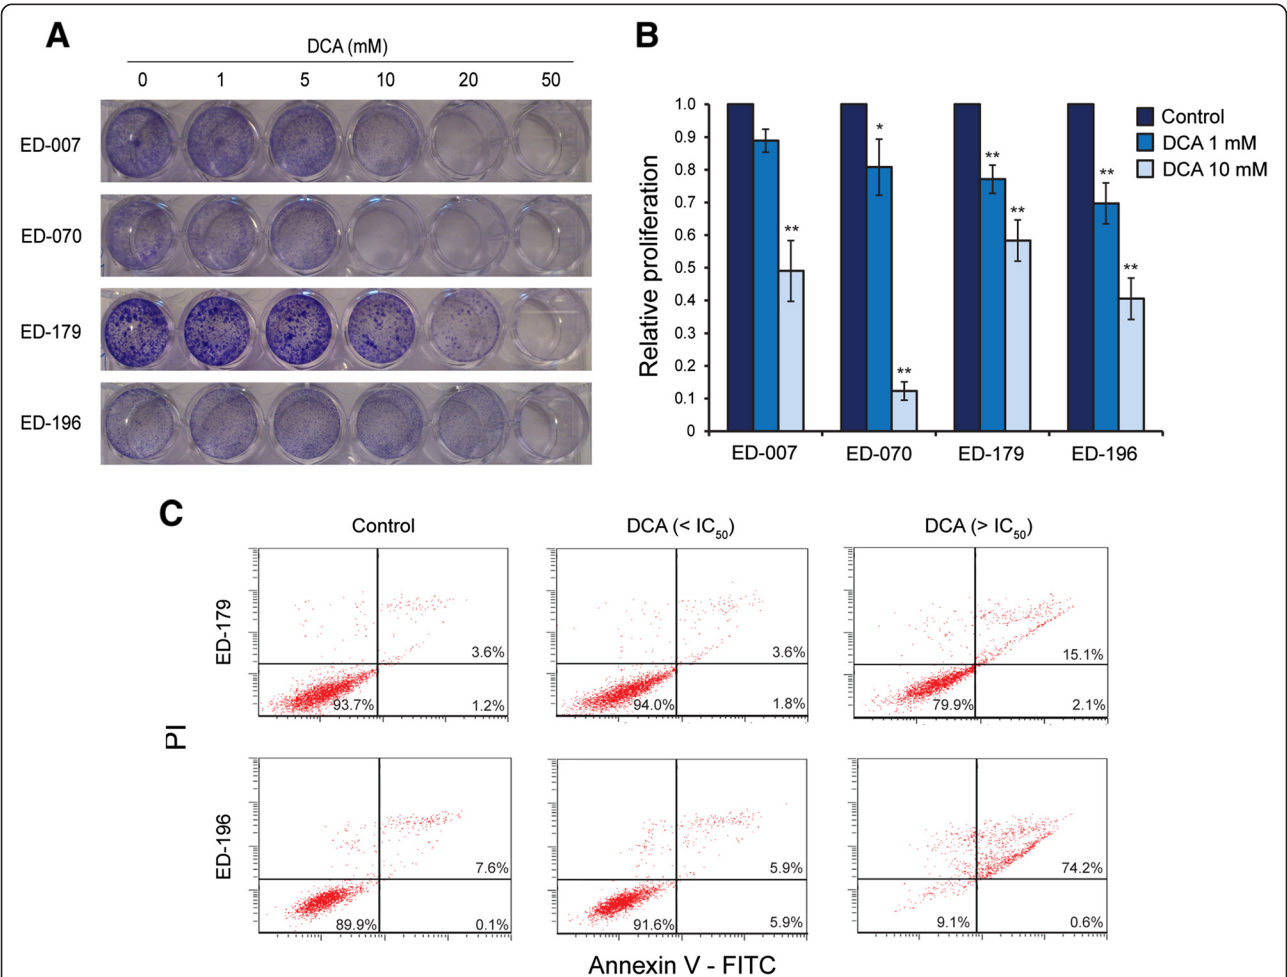 A
DCA (mM)
0 1 5 10 20 50
ED-007
ED-070
ED-179
ED-196
B
Relative proliferation
1.0
0.9
0.8
0.7
0.6
0.5
0.4
0.3
0.2
0.1
0
Control
DCA 1 mM
DCA 10 mM
**
*
**
**
**
**
**
ED-007 ED-070 ED-179 ED-196
C
Control DCA (< IC50) DCA (> IC50)
ED-179
3.6% 3.6% 15.1%
93.7% 1.2% 94.0% 1.8% 79.9% 2.1%
PI
ED-196
7.6% 5.9% 74.2%
89.9% 0.1% 91.6% 5.9% 9.1% 0.6%
Annexin V - FITC